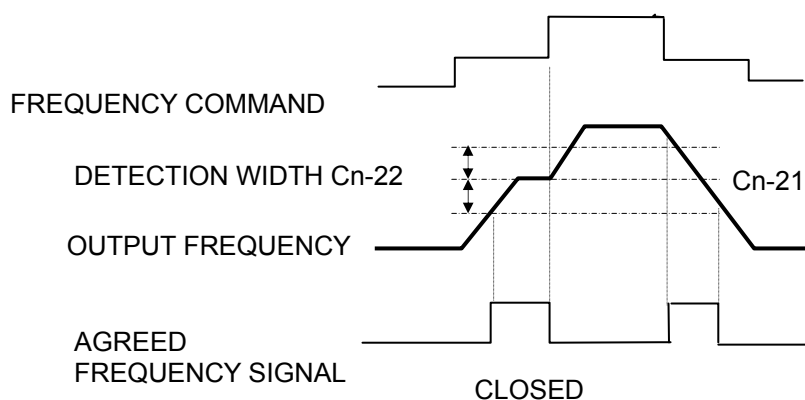 FREQUENCY COMMAND
DETECTION WIDTH Cn-22
Cn-21
OUTPUT FREQUENCY
AGREED
FREQUENCY SIGNAL
CLOSED